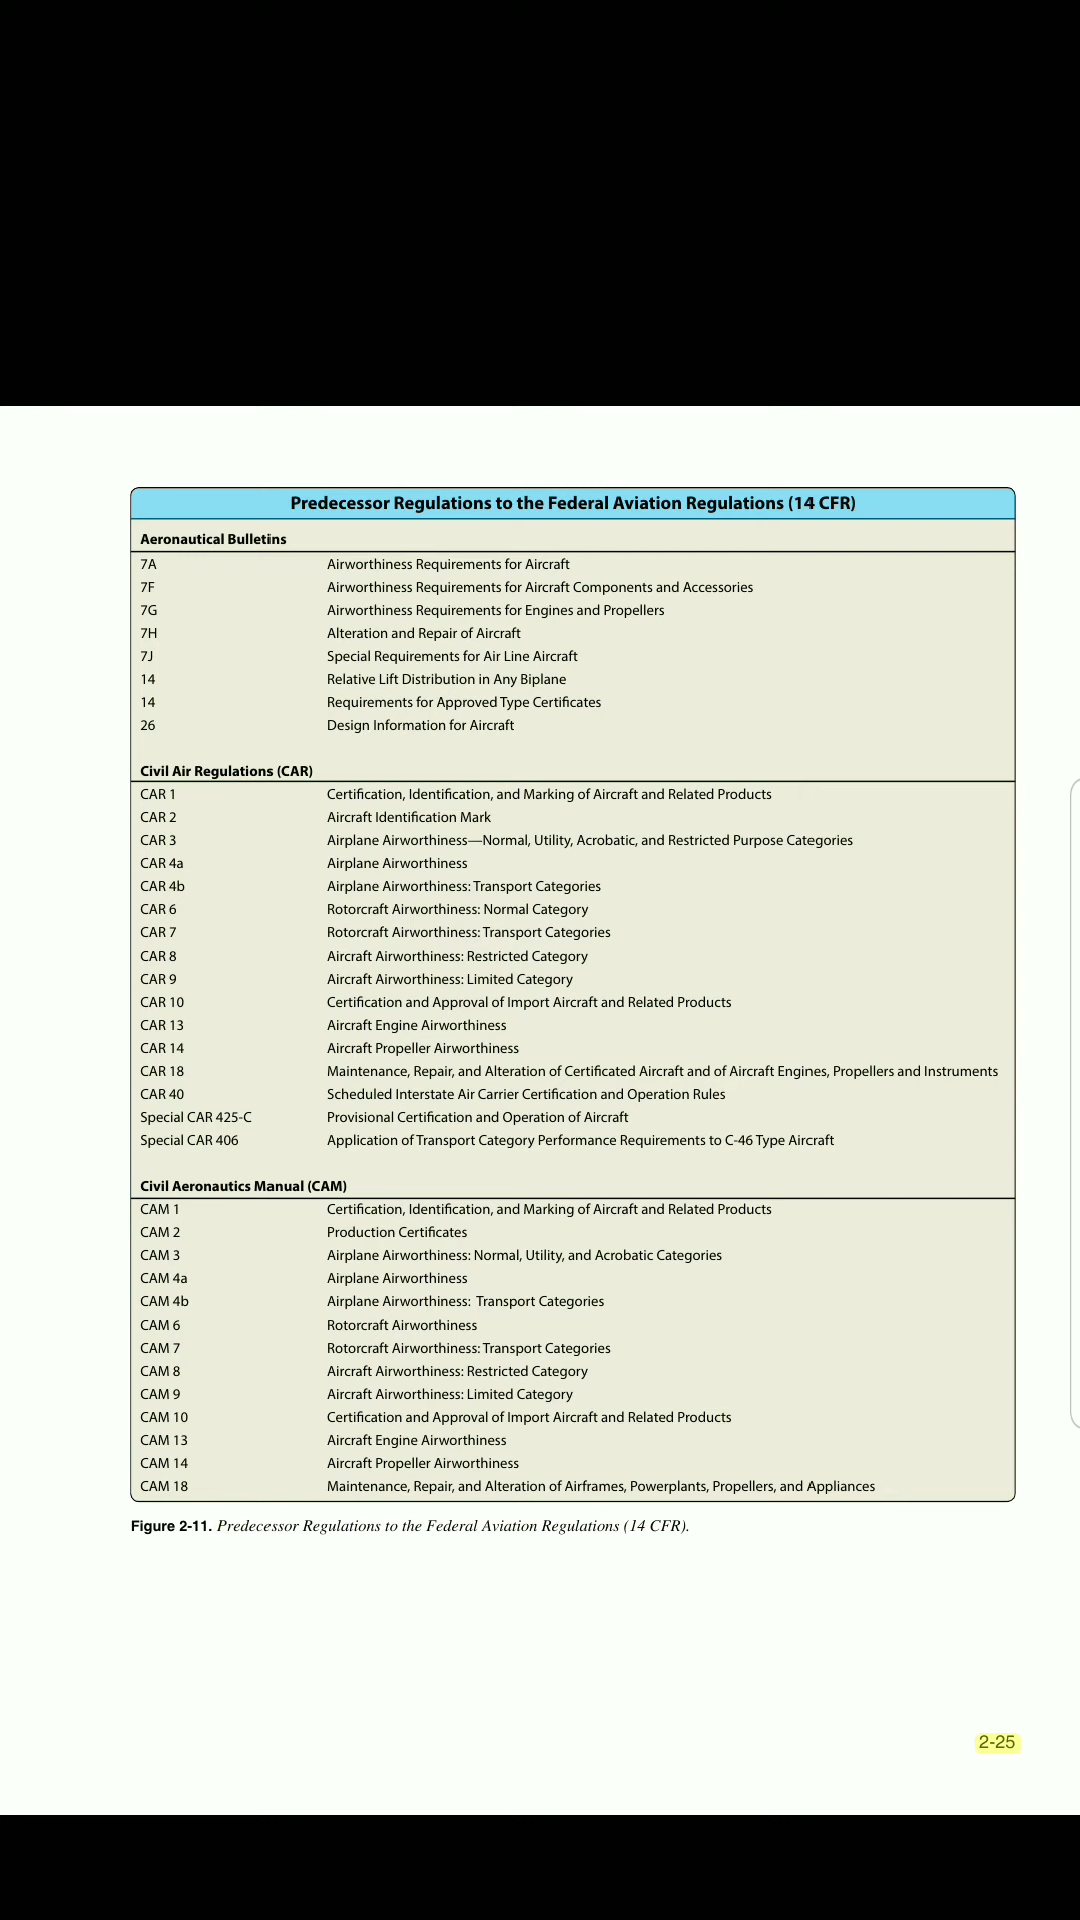 Predecessor Regulations to the Federal Aviation Regulations (14 CFR)
Aeronautical Bulletins
7A Airworthiness Requirements for Aircraft
7F Airworthiness Requirements for Aircraft Components and Accessories
7G Airworthiness Requirements for Engines and Propellers
7H Alteration and Repair of Aircraft
7J Special Requirements for Air Line Aircraft
14 Relative Lift Distribution in Any Biplane
14 Requirements for Approved Type Certificates
26 Design Information for Aircraft
Civil Air Regulations (CAR)
CAR 1 Certification, Identification, and Marking of Aircraft and Related Products
CAR 2 Aircraft Identification Mark
CAR 3 Airplane Airworthiness—Normal, Utility, Acrobatic, and Restricted Purpose Categories
CAR 4a Airplane Airworthiness
CAR 4b Airplane Airworthiness: Transport Categories
CAR 6 Rotorcraft Airworthiness: Normal Category
CAR 7 Rotorcraft Airworthiness: Transport Categories
CAR 8 Aircraft Airworthiness: Restricted Category
CAR 9 Aircraft Airworthiness: Limited Category
CAR 10 Certification and Approval of Import Aircraft and Related Products
CAR 13 Aircraft Engine Airworthiness
CAR 14 Aircraft Propeller Airworthiness
CAR 18 Maintenance, Repair, and Alteration of Certificated Aircraft and of Aircraft Engines, Propellers and Instruments
CAR 40 Scheduled Interstate Air Carrier Certification and Operation Rules
Special CAR 425-C Provisional Certification and Operation of Aircraft
Special CAR 406 Application of Transport Category Performance Requirements to C-46 Type Aircraft
Civil Aeronautics Manual (CAM)
CAM 1 Certification, Identification, and Marking of Aircraft and Related Products
CAM 2 Production Certificates
CAM 3 Airplane Airworthiness: Normal, Utility, and Acrobatic Categories
CAM 4a Airplane Airworthiness
CAM 4b Airplane Airworthiness: Transport Categories
CAM 6 Rotorcraft Airworthiness
CAM 7 Rotorcraft Airworthiness: Transport Categories
CAM 8 Aircraft Airworthiness: Restricted Category
CAM 9 Aircraft Airworthiness: Limited Category
CAM 10 Certification and Approval of Import Aircraft and Related Products
CAM 13 Aircraft Engine Airworthiness
CAM 14 Aircraft Propeller Airworthiness
CAM 18 Maintenance, Repair, and Alteration of Airframes, Powerplants, Propellers, and Appliances
Figure 2-11. Predecessor Regulations to the Federal Aviation Regulations (14 CFR).
2-25